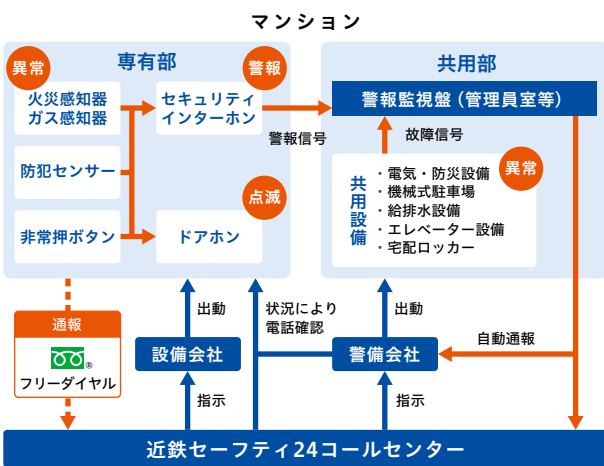 マンション
専有部
異常
火災感知器
ガス感知器
防犯センサー
非常押ボタン
警報
セキュリティ
インターホン
点滅
ドアホン
警報信号
共用部
警報監視盤（管理員室等）
故障信号
異常
共用設備
・電気・防災設備
・機械式駐車場
・給排水設備
・エレベーター設備
・宅配ロッカー
通報
®
フリーダイヤル
出動
状況により
電話確認
出動
自動通報
設備会社
警備会社
指示
指示
近鉄セーフティ24コールセンター